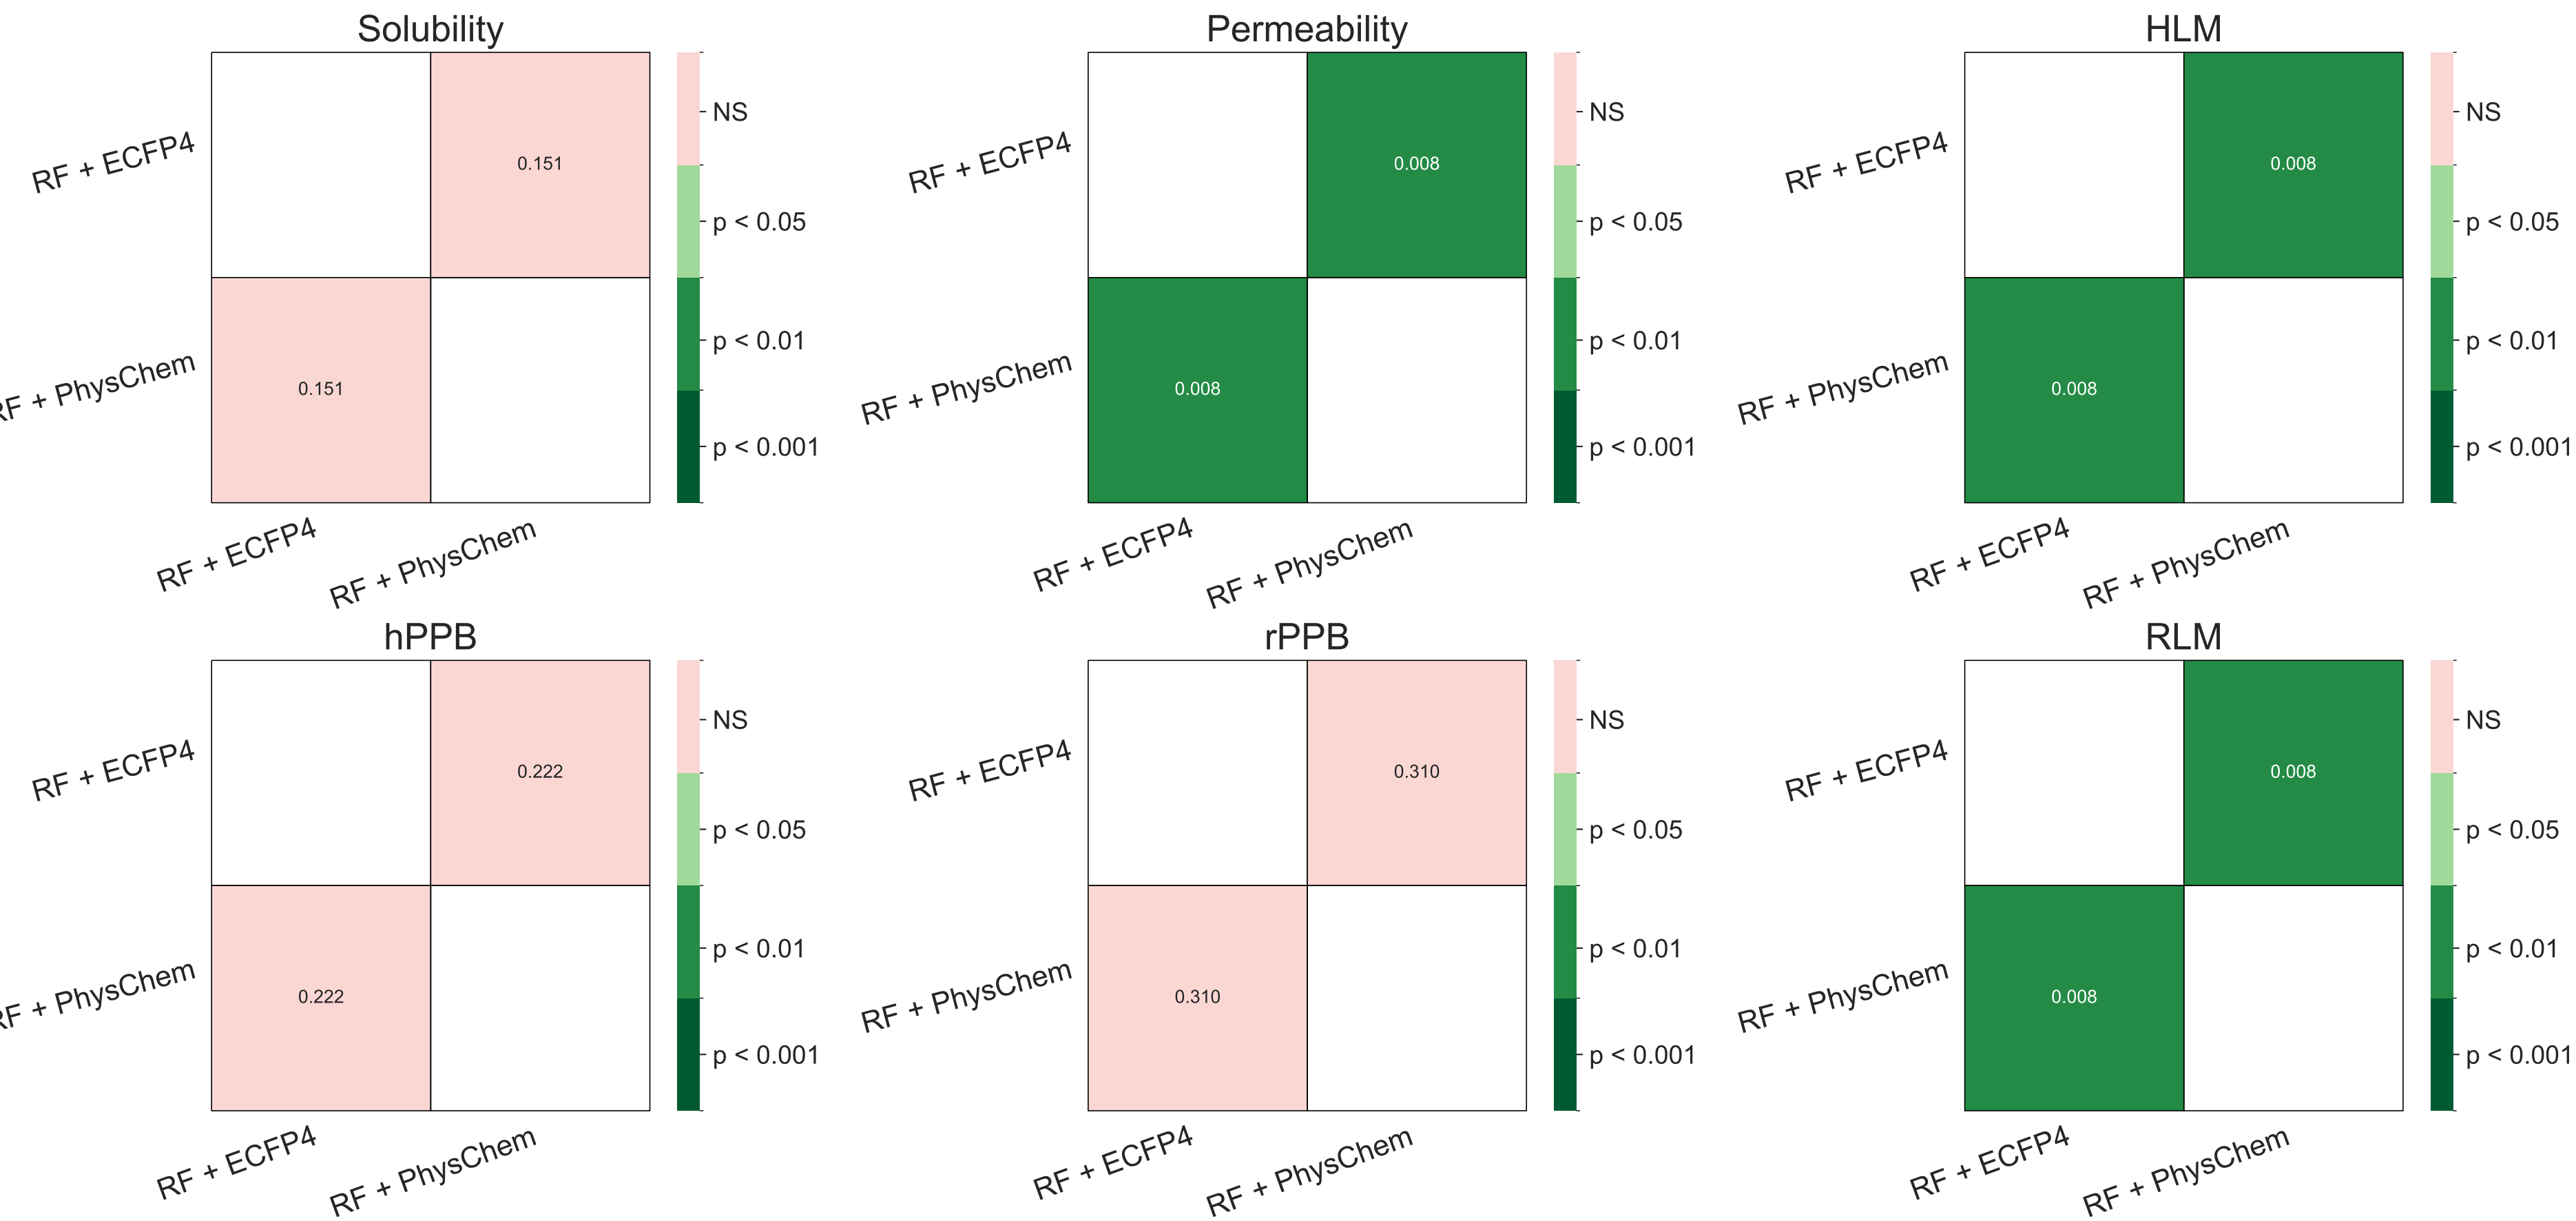 Solubility
RF + ECFP4
0.151
RF + PhysChem
0.151
RF + ECFP4
RF + PhysChem
NS
p < 0.05
p < 0.01
p < 0.001
Permeability
RF + ECFP4
0.008
RF + PhysChem
0.008
RF + ECFP4
RF + PhysChem
NS
p < 0.05
p < 0.01
p < 0.001
HLM
RF + ECFP4
0.008
RF + PhysChem
0.008
RF + ECFP4
RF + PhysChem
NS
p < 0.05
p < 0.01
p < 0.001
hPPB
RF + ECFP4
0.222
RF + PhysChem
0.222
RF + ECFP4
RF + PhysChem
NS
p < 0.05
p < 0.01
p < 0.001
rPPB
RF + ECFP4
0.310
RF + PhysChem
0.310
RF + ECFP4
RF + PhysChem
NS
p < 0.05
p < 0.01
p < 0.001
RLM
RF + ECFP4
0.008
RF + PhysChem
0.008
RF + ECFP4
RF + PhysChem
NS
p < 0.05
p < 0.01
p < 0.001